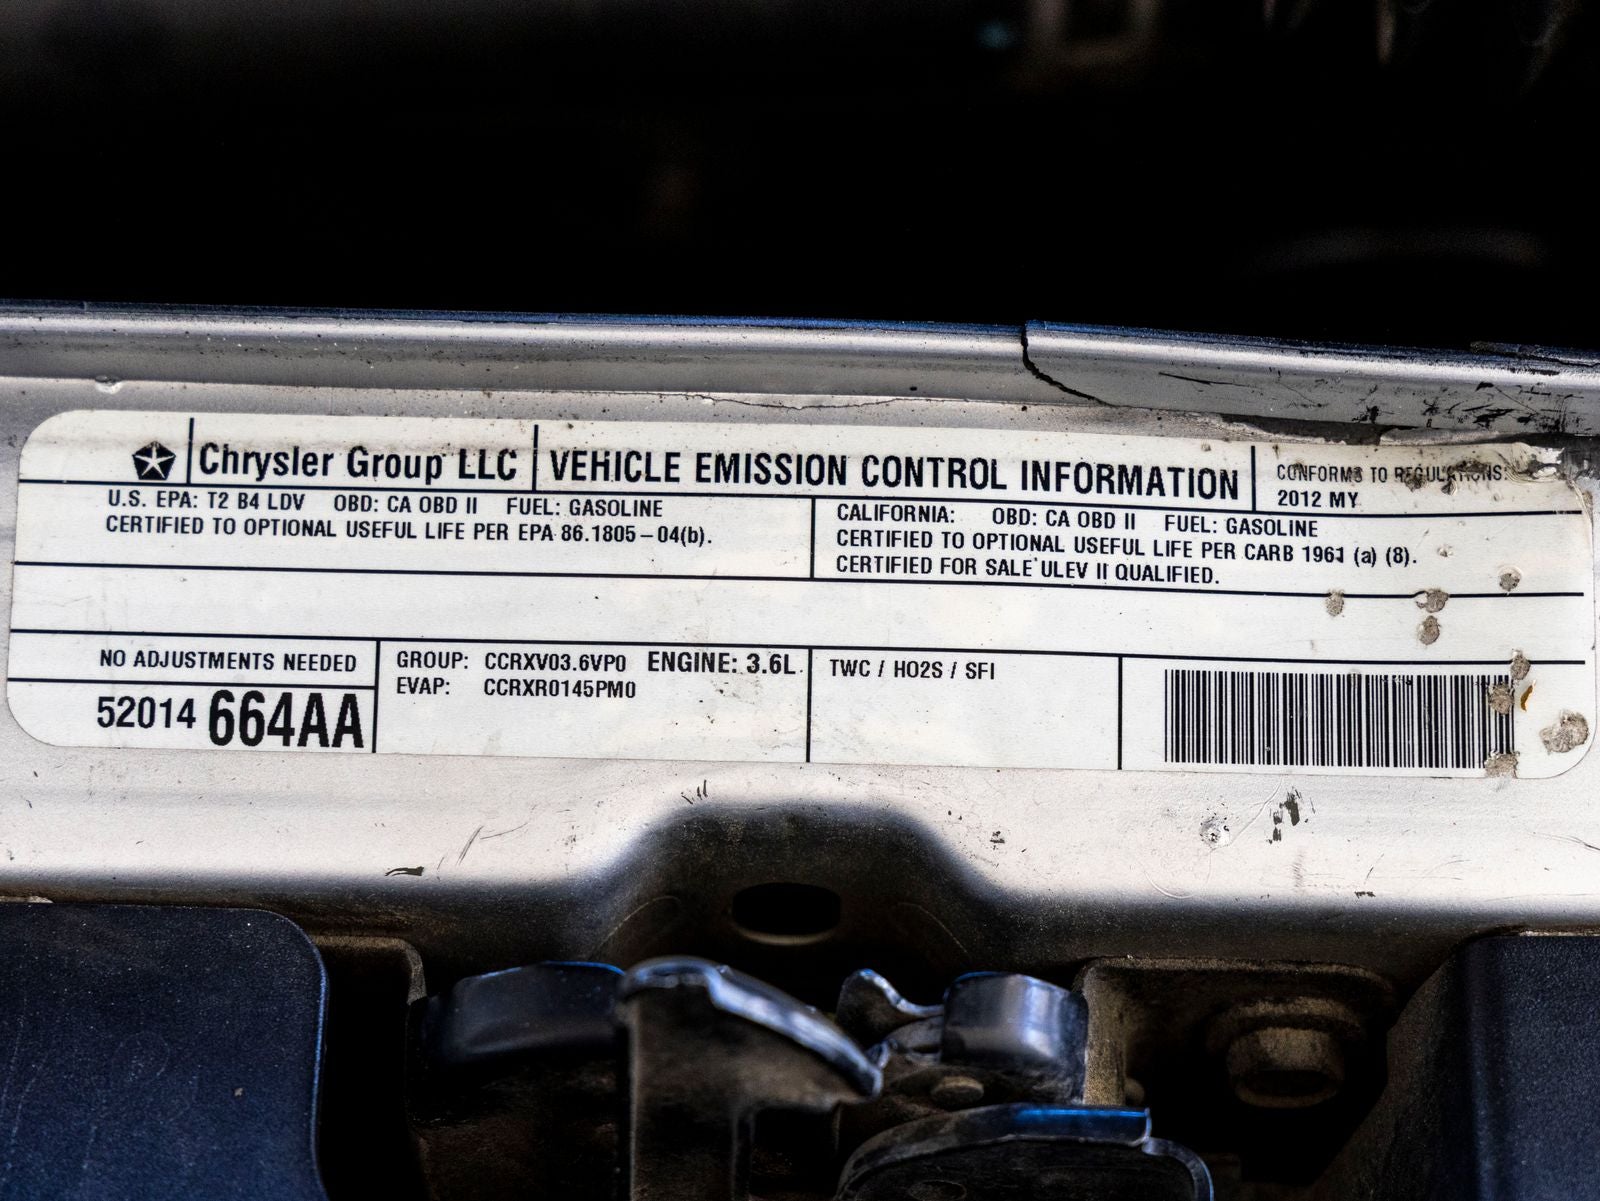 Chrysler Group LLC
VEHICLE EMISSION CONTROL INFORMATION
CONFORMS TO REGULATIONS:
2012 MY
U.S. EPA: T2 B4 LDV OBD: CA OBD II FUEL: GASOLINE
CERTIFIED TO OPTIONAL USEFUL LIFE PER EPA 86.1805-04(b).
CALIFORNIA: OBD: CA OBD II FUEL: GASOLINE
CERTIFIED TO OPTIONAL USEFUL LIFE PER CARB 1961 (a) (8).
CERTIFIED FOR SALE ULEV II QUALIFIED.
NO ADJUSTMENTS NEEDED
52014 664AA
GROUP: CCRXV03.6VP0 ENGINE: 3.6L
EVAP: CCRXR0145PM0
TWC / HO2S / SFI